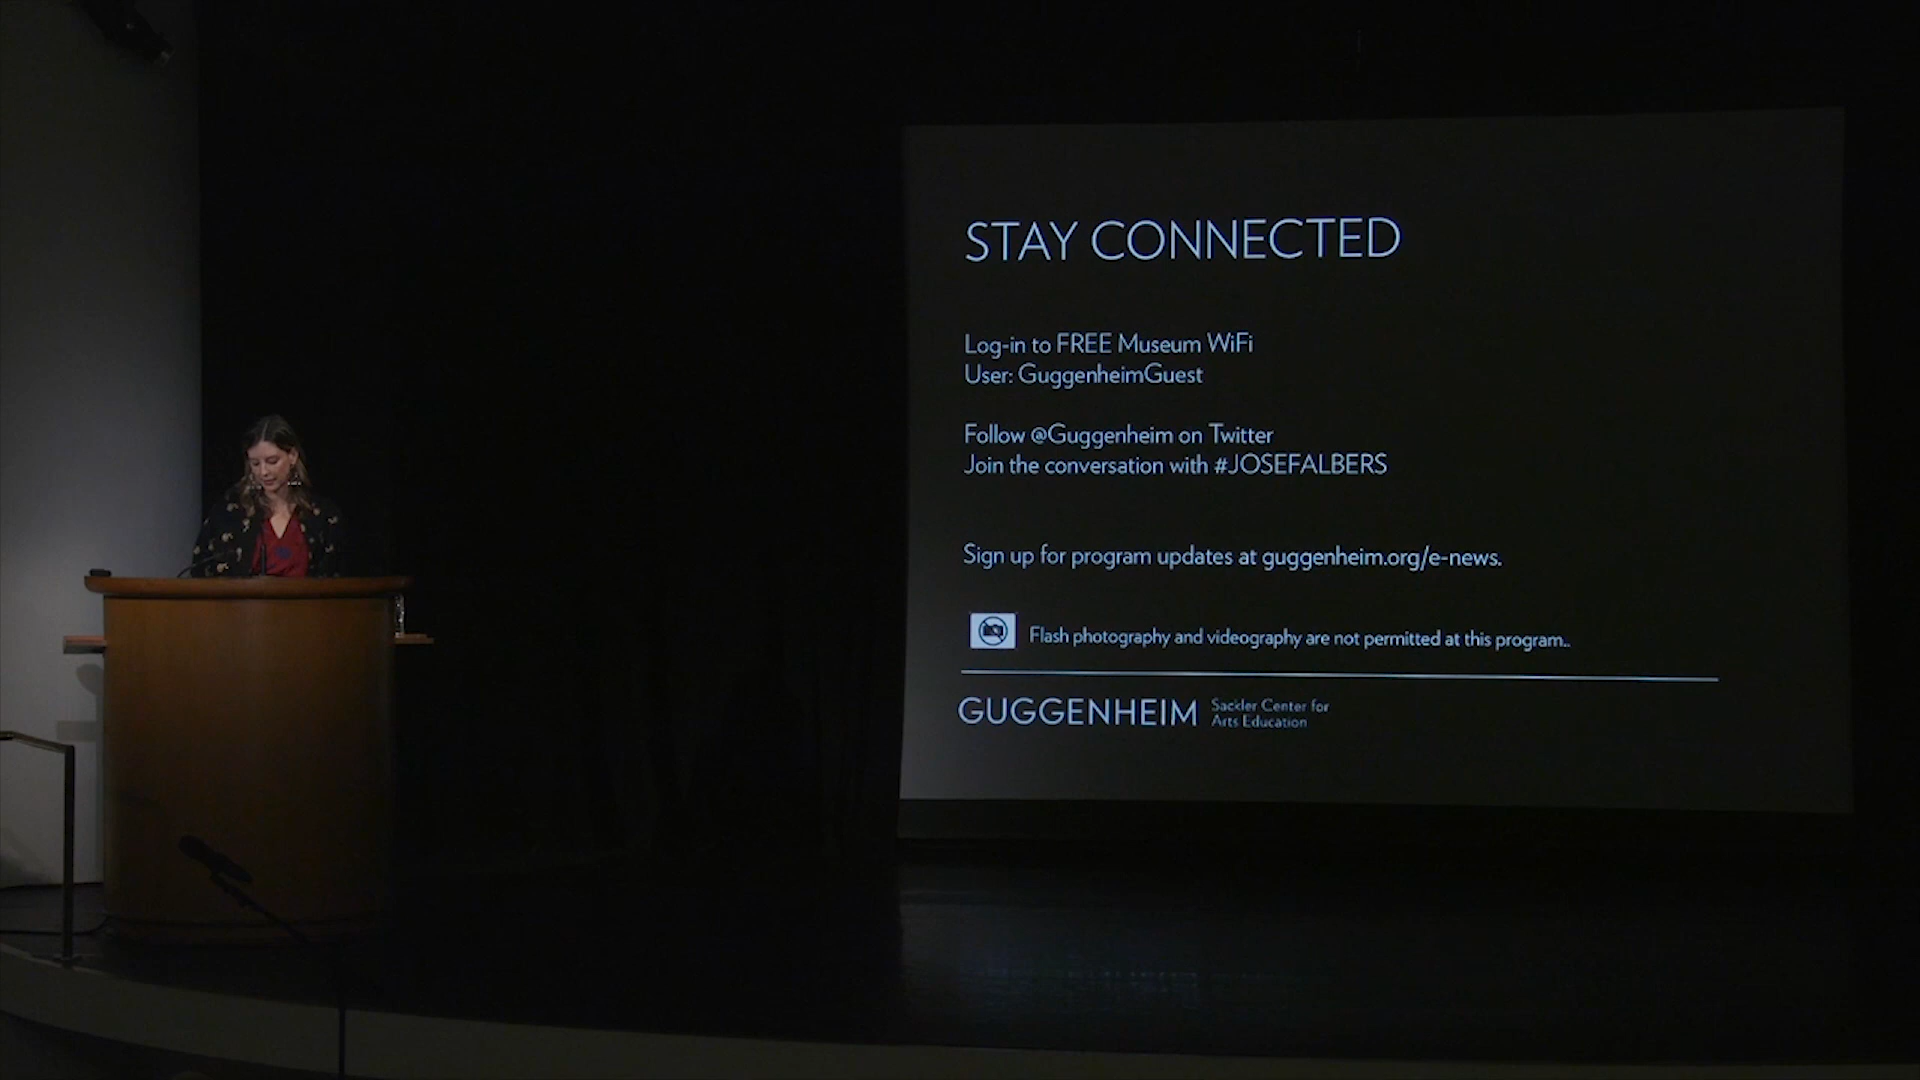 STAY CONNECTED
Log-in to FREE Museum WiFi
User: GuggenheimGuest
Follow @Guggenheim on Twitter
Join the conversation with #JOSEFALBERS
Sign up for program updates at guggenheim.org/e-news.
Flash photography and videography are not permitted at this program..
GUGGENHEIM
Sackler Center for
Arts Education